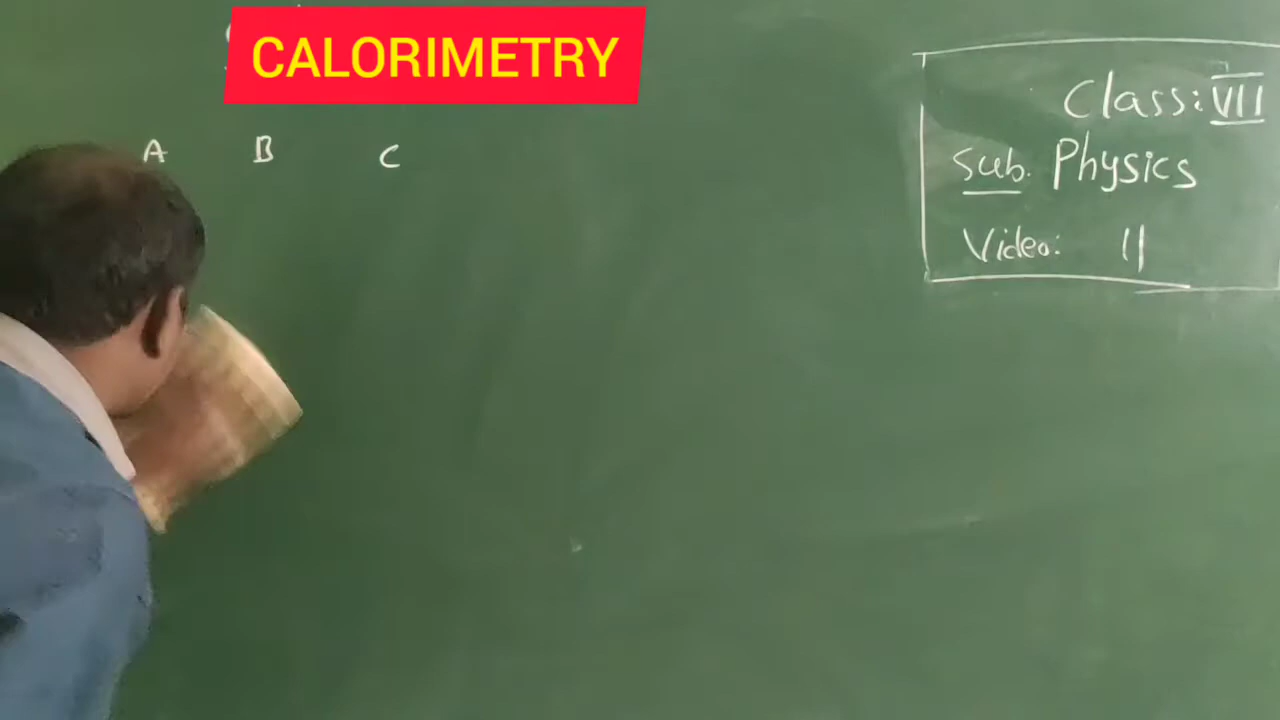 CALORIMETRY
A B C
Class: VII
Sub. Physics
Video: 11